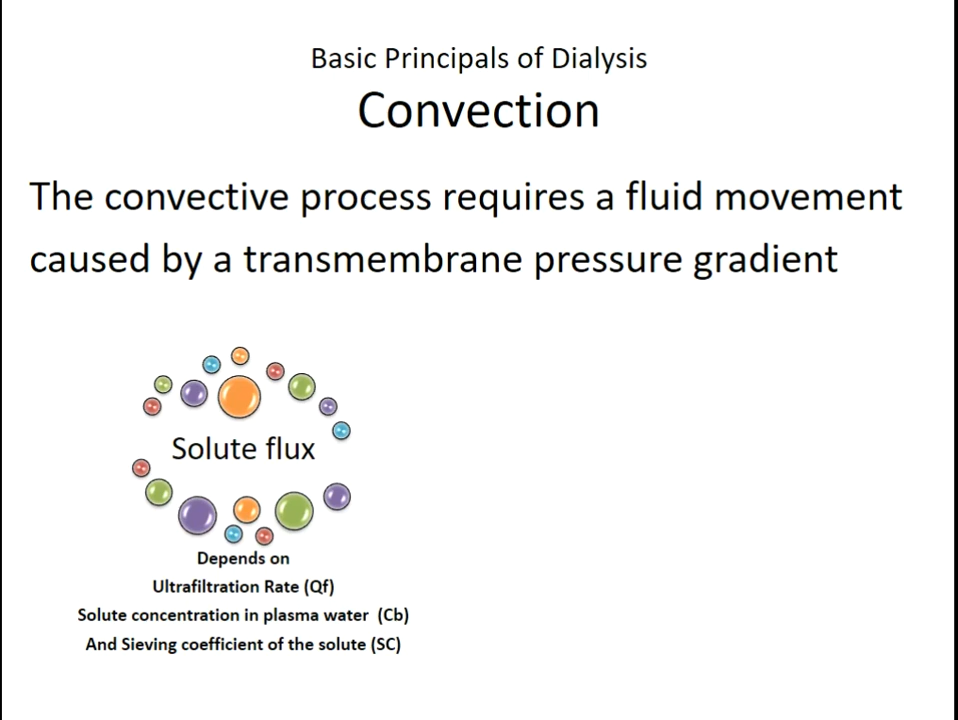 Basic Principals of Dialysis
Convection
The convective process requires a fluid movement
caused by a transmembrane pressure gradient
Solute flux
Depends on
Ultrafiltration Rate (Qf)
Solute concentration in plasma water (Cb)
And Sieving coefficient of the solute (SC)